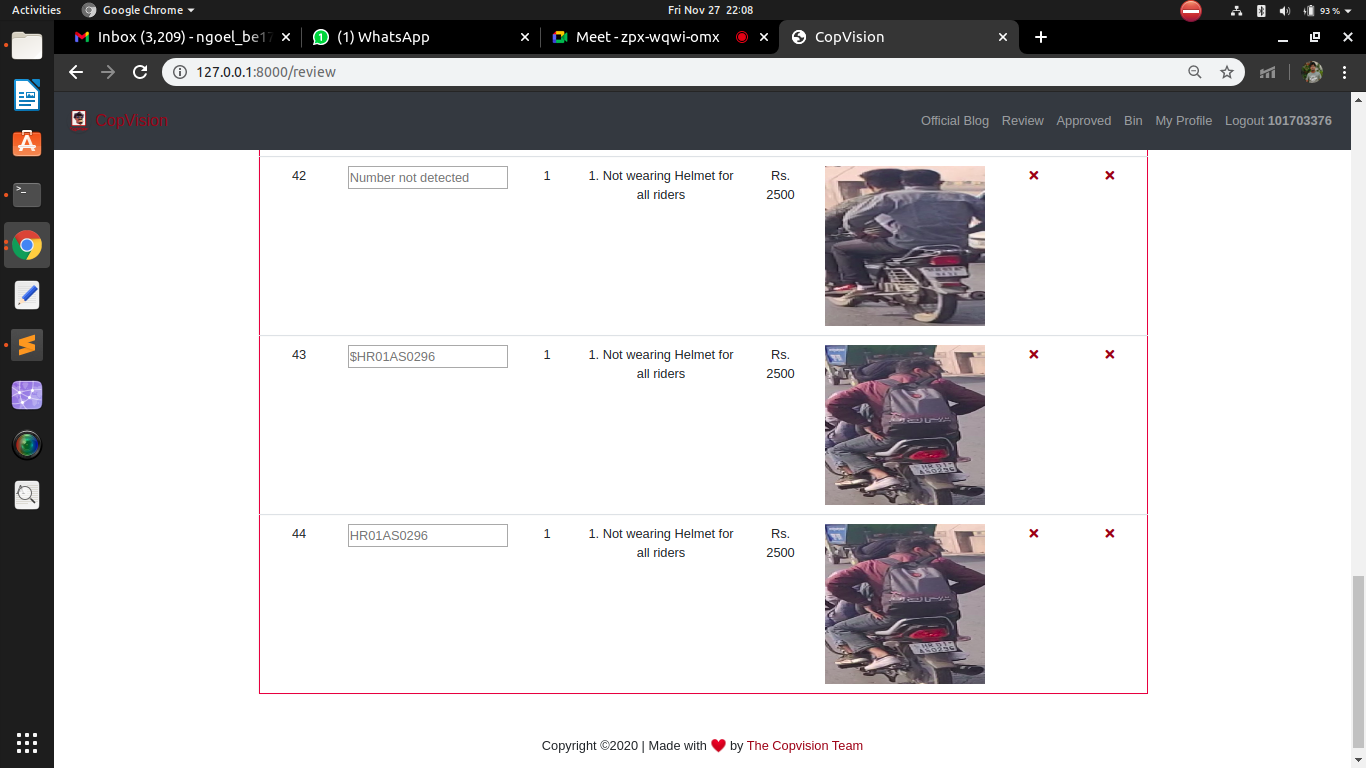 Activities Google Chrome Fri Nov 27 22:08 93 %
Inbox (3,209) - ngoel_be17 (1) WhatsApp Meet - zpx-wqwi-omx CopVision
127.0.0.1:8000/review
CopVision Official Blog Review Approved Bin My Profile Logout 101703376
42 Number not detected 1 1. Not wearing Helmet for Rs.
all riders 2500
43 $HR01AS0296 1 1. Not wearing Helmet for Rs.
all riders 2500
HR01
AS0296
44 HR01AS0296 1 1. Not wearing Helmet for Rs.
all riders 2500
HR01
AS0296
Copyright ©2020 | Made with ❤ by The Copvision Team